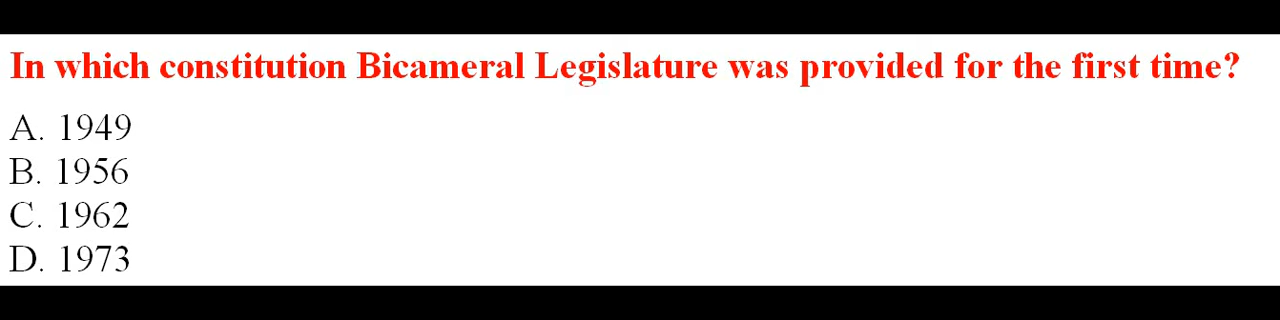 In which constitution Bicameral Legislature was provided for the first time?
A. 1949
B. 1956
C. 1962
D. 1973